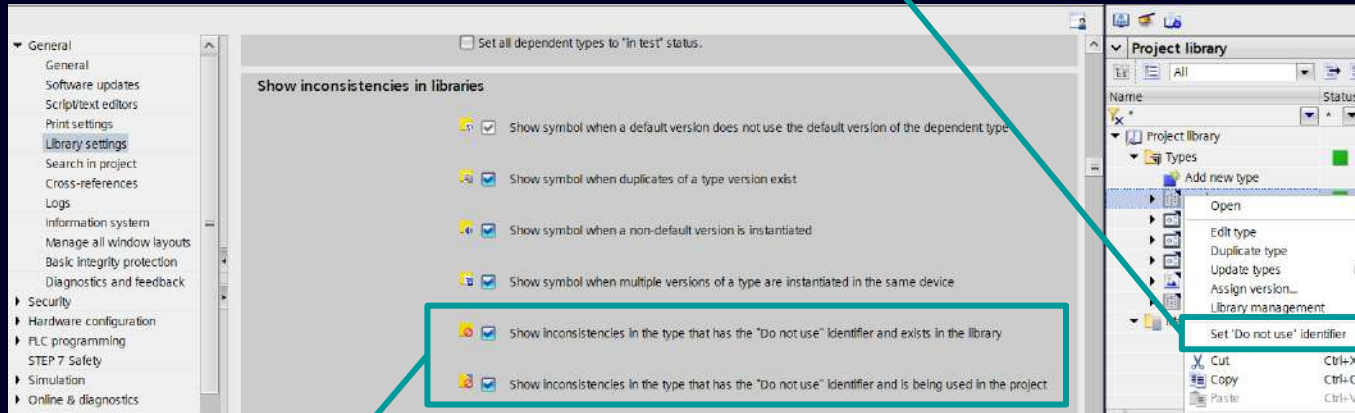 Set all dependent types to "in test" status.
Show inconsistencies in libraries
Show symbol when a default version does not use the default version of the dependent type
Show symbol when duplicates of a type version exist
Show symbol when a non-default version is instantiated
Show symbol when multiple versions of a type are instantiated in the same device
Show inconsistencies in the type that has the "Do not use" identifier and exists in the library
Show inconsistencies in the type that has the "Do not use" identifier and is being used in the project
General
General
Software updates
Script/text editors
Print settings
Library settings
Search in project
Cross-references
Logs
Information system
Manage all window layouts
Basic integrity protection
Diagnostics and feedback
Security
Hardware configuration
PLC programming
STEP 7 Safety
Simulation
Online & diagnostics
Project library
All
Name Status
Project library
Types
Add new type
Open
Edit type
Duplicate type
Update types
Assign version...
Library management
Set 'Do not use' identifier
Cut Ctrl+X
Copy Ctrl+C
Paste Ctrl+V